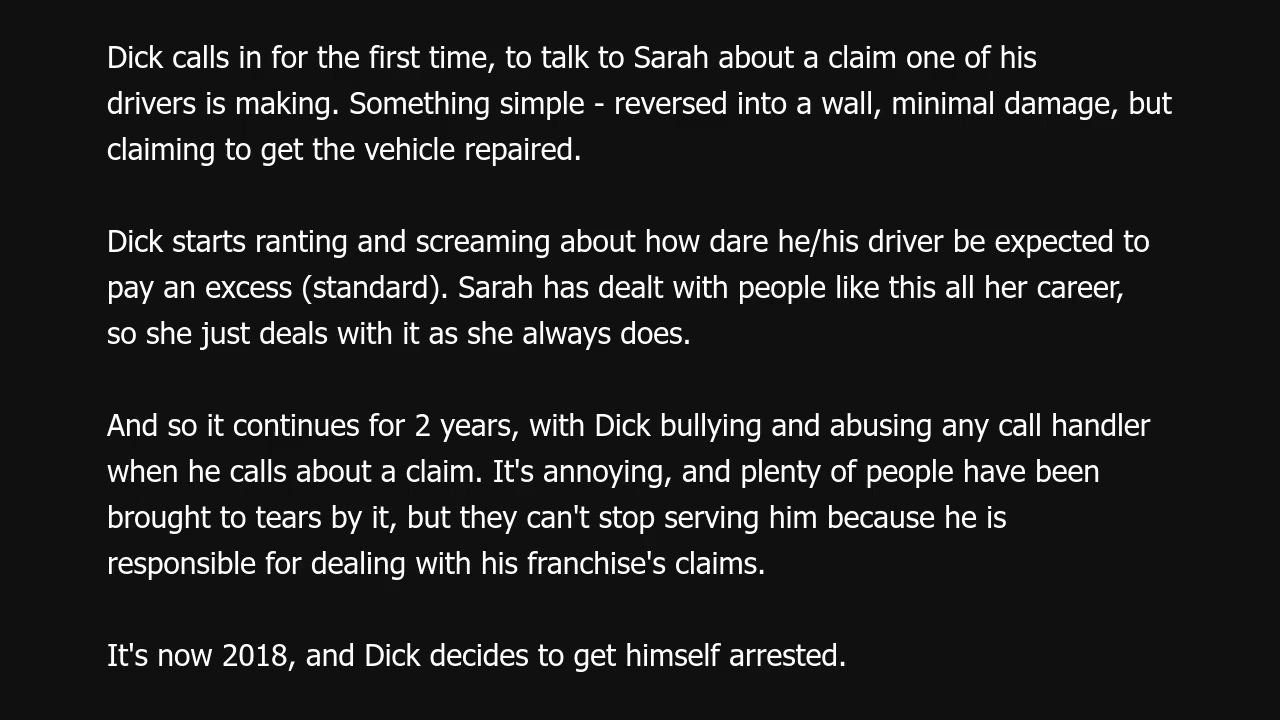 Dick calls in for the first time, to talk to Sarah about a claim one of his
drivers is making. Something simple - reversed into a wall, minimal damage, but
claiming to get the vehicle repaired.
Dick starts ranting and screaming about how dare he/his driver be expected to
pay an excess (standard). Sarah has dealt with people like this all her career,
so she just deals with it as she always does.
And so it continues for 2 years, with Dick bullying and abusing any call handler
when he calls about a claim. It's annoying, and plenty of people have been
brought to tears by it, but they can't stop serving him because he is
responsible for dealing with his franchise's claims.
It's now 2018, and Dick decides to get himself arrested.